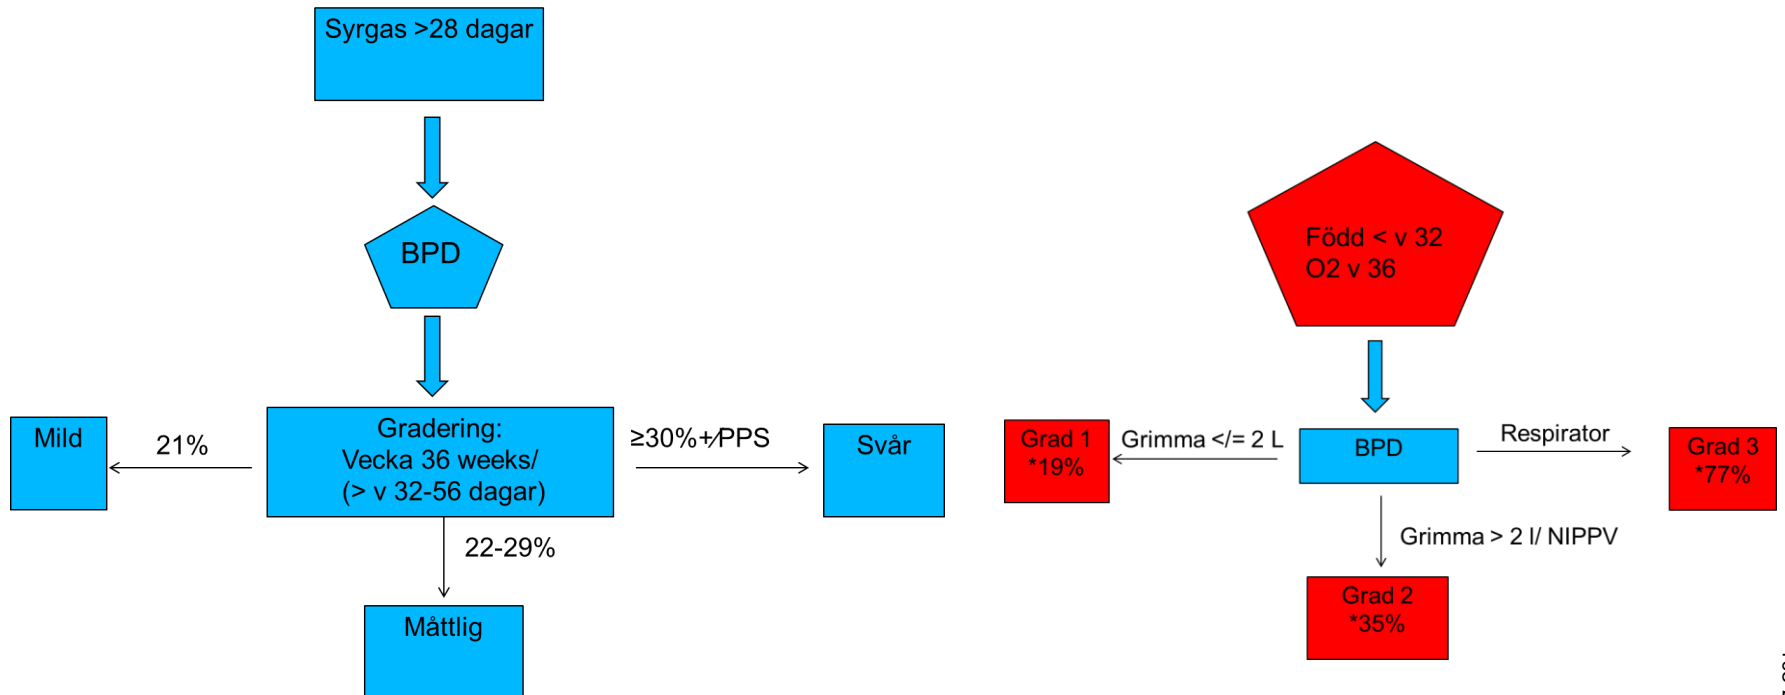 Syrgas >28 dagar
BPD
Gradering:
Vecka 36 weeks/
(> v 32-56 dagar)
Mild
21%
≥30%+⁄PPS
Svår
22-29%
Måttlig
Född < v 32
O2 v 36
BPD
Grad 1
*19%
Grimma </= 2 L
Respirator
Grad 3
*77%
Grimma > 2 l/ NIPPV
Grad 2
*35%